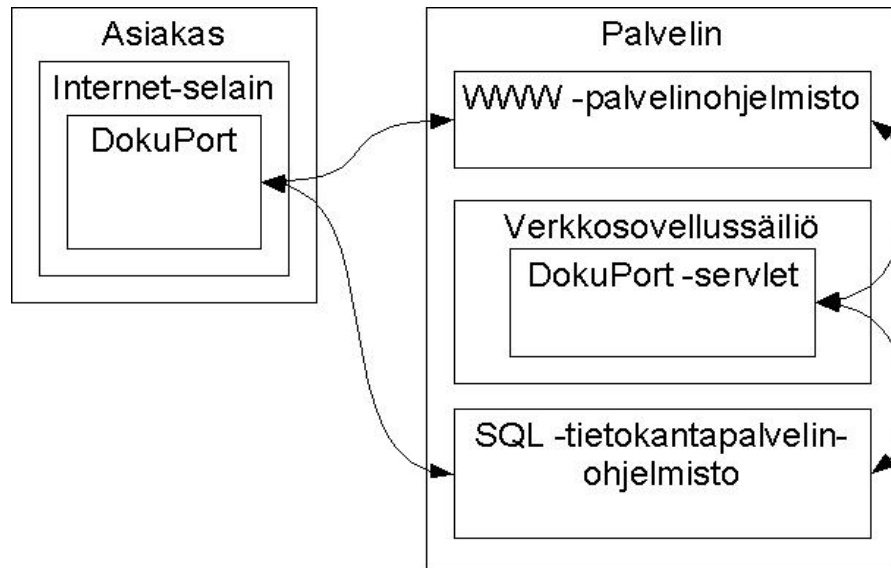 Asiakas
Internet-selain
DokuPort
Palvelin
WWW -palvelinohjelmisto
Verkkosovellussäiliö
DokuPort -servlet
SQL -tietokantapalvelin-
ohjelmisto